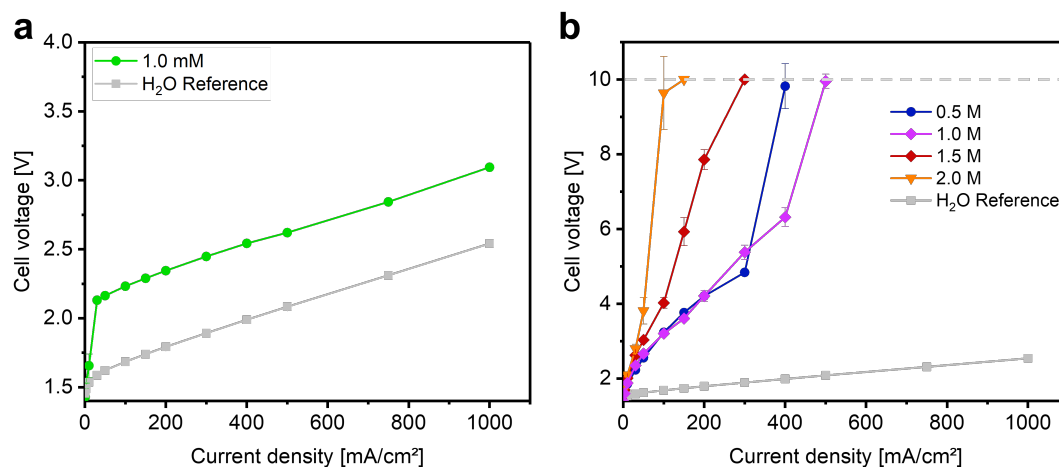 a
4.0
3.5
3.0
2.5
2.0
1.5
0
200
400
600
800
1000
Cell voltage [V]
Current density [mA/cm²]
1.0 mM
H₂O Reference
b
10
8
6
4
2
0
200
400
600
800
1000
Cell voltage [V]
Current density [mA/cm²]
0.5 M
1.0 M
1.5 M
2.0 M
H₂O Reference